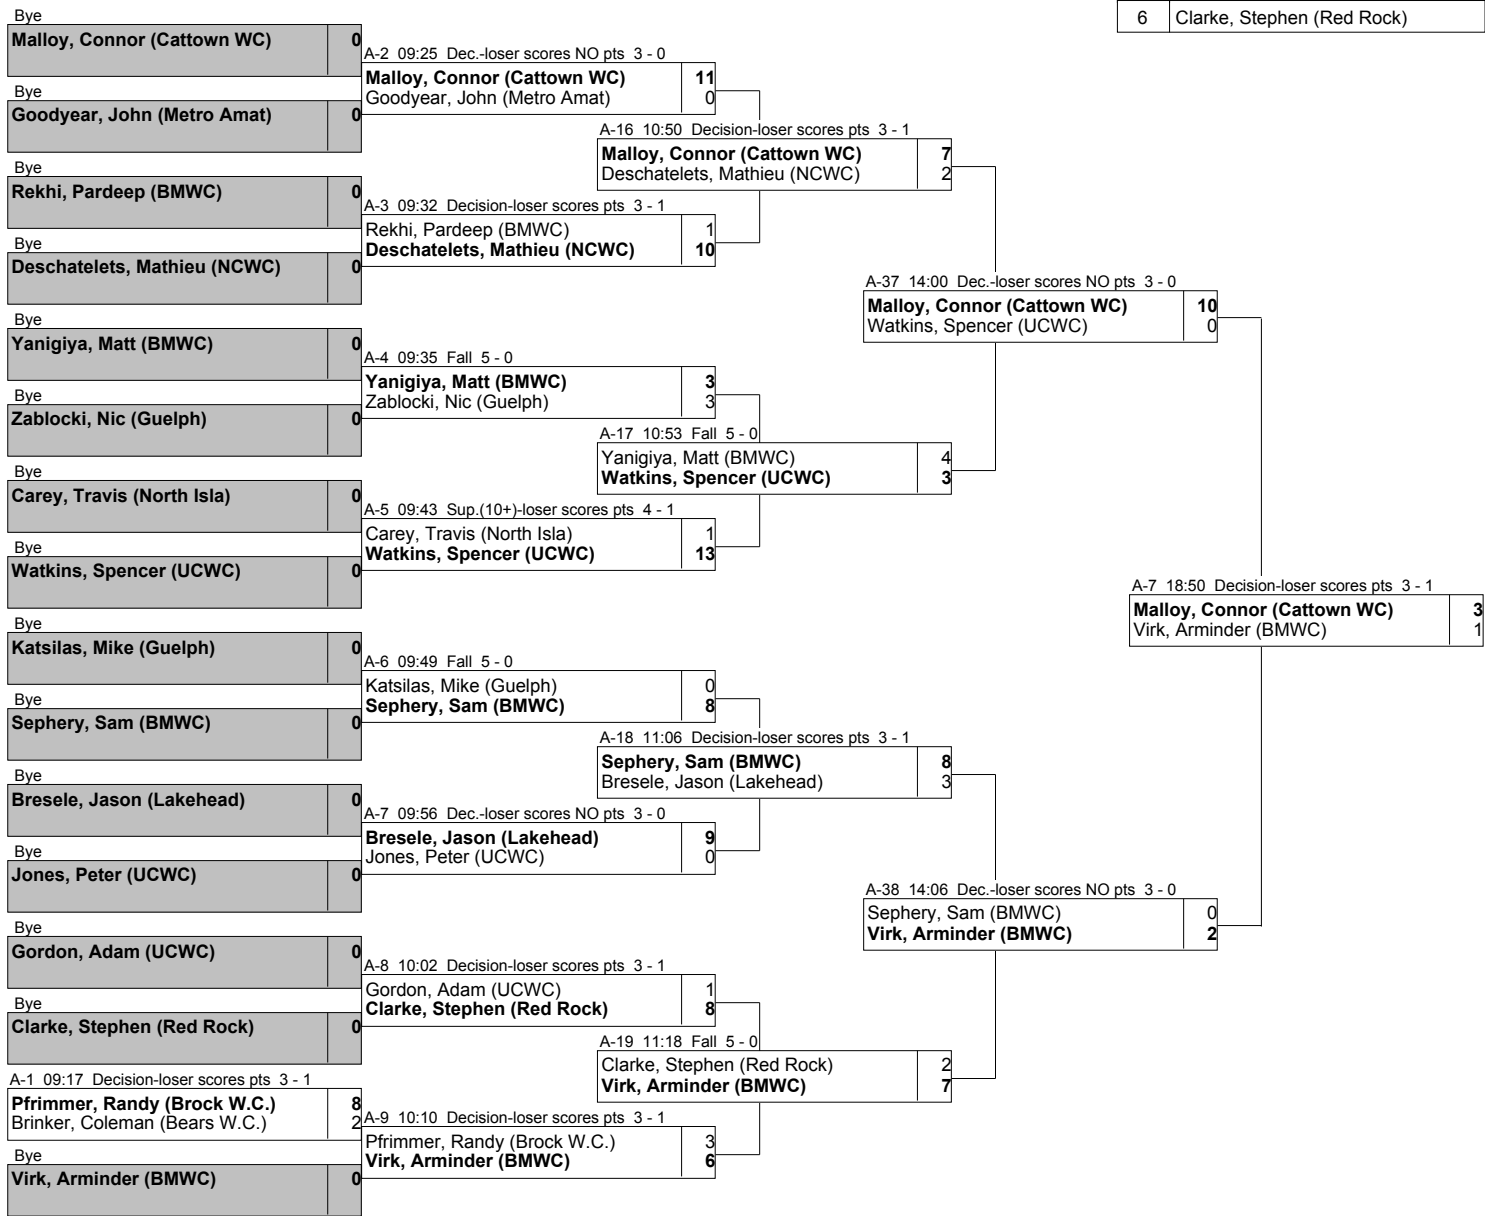 6 Clarke, Stephen (Red Rock)
Bye
Malloy, Connor (Cattown WC) 0
Bye
Goodyear, John (Metro Amat) 0
Bye
Rekhi, Pardeep (BMWC) 0
Bye
Deschatelets, Mathieu (NCWC) 0
Bye
Yanigiya, Matt (BMWC) 0
Bye
Zablocki, Nic (Guelph) 0
Bye
Carey, Travis (North Isla) 0
Bye
Watkins, Spencer (UCWC) 0
Bye
Katsilas, Mike (Guelph) 0
Bye
Sephery, Sam (BMWC) 0
Bye
Bresele, Jason (Lakehead) 0
Bye
Jones, Peter (UCWC) 0
Bye
Gordon, Adam (UCWC) 0
Bye
Clarke, Stephen (Red Rock) 0
A-1 09:17 Decision-loser scores pts 3 - 1
Pfrimmer, Randy (Brock W.C.) 8
Brinker, Coleman (Bears W.C.) 2
Bye
Virk, Arminder (BMWC) 0
A-2 09:25 Dec.-loser scores NO pts 3 - 0
Malloy, Connor (Cattown WC) 11
Goodyear, John (Metro Amat) 0
A-3 09:32 Decision-loser scores pts 3 - 1
Rekhi, Pardeep (BMWC) 1
Deschatelets, Mathieu (NCWC) 10
A-4 09:35 Fall 5 - 0
Yanigiya, Matt (BMWC) 3
Zablocki, Nic (Guelph) 3
A-5 09:43 Sup.(10+)-loser scores pts 4 - 1
Carey, Travis (North Isla) 1
Watkins, Spencer (UCWC) 13
A-6 09:49 Fall 5 - 0
Katsilas, Mike (Guelph) 0
Sephery, Sam (BMWC) 8
A-7 09:56 Dec.-loser scores NO pts 3 - 0
Bresele, Jason (Lakehead) 9
Jones, Peter (UCWC) 0
A-8 10:02 Decision-loser scores pts 3 - 1
Gordon, Adam (UCWC) 1
Clarke, Stephen (Red Rock) 8
A-9 10:10 Decision-loser scores pts 3 - 1
Pfrimmer, Randy (Brock W.C.) 3
Virk, Arminder (BMWC) 6
A-16 10:50 Decision-loser scores pts 3 - 1
Malloy, Connor (Cattown WC) 7
Deschatelets, Mathieu (NCWC) 2
A-17 10:53 Fall 5 - 0
Yanigiya, Matt (BMWC) 4
Watkins, Spencer (UCWC) 3
A-18 11:06 Decision-loser scores pts 3 - 1
Sephery, Sam (BMWC) 8
Bresele, Jason (Lakehead) 3
A-19 11:18 Fall 5 - 0
Clarke, Stephen (Red Rock) 2
Virk, Arminder (BMWC) 7
A-37 14:00 Dec.-loser scores NO pts 3 - 0
Malloy, Connor (Cattown WC) 10
Watkins, Spencer (UCWC) 0
A-38 14:06 Dec.-loser scores NO pts 3 - 0
Sephery, Sam (BMWC) 0
Virk, Arminder (BMWC) 2
A-7 18:50 Decision-loser scores pts 3 - 1
Malloy, Connor (Cattown WC) 3
Virk, Arminder (BMWC) 1